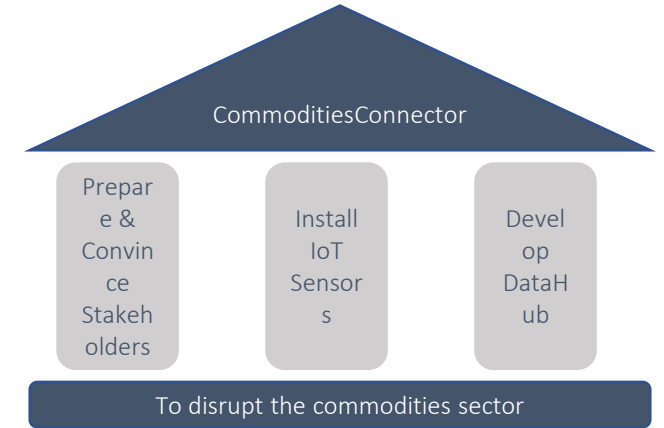 CommoditiesConnector
Prepar
e &
Convin
ce
Stakeh
olders
Install
IoT
Sensor
s
Devel
op
DataH
ub
To disrupt the commodities sector